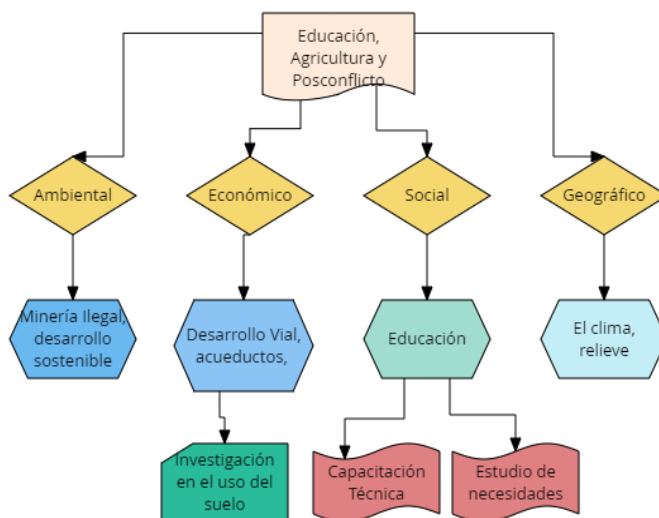 Educación,
Agricultura y
Posconflicto
Ambiental
Económico
Social
Geográfico
Minería Ilegal,
desarrollo
sostenible
Desarrollo Vial,
acueductos,
Educación
El clima,
relieve
Investigación
en el uso del
suelo
Capacitación
Técnica
Estudio de
necesidades